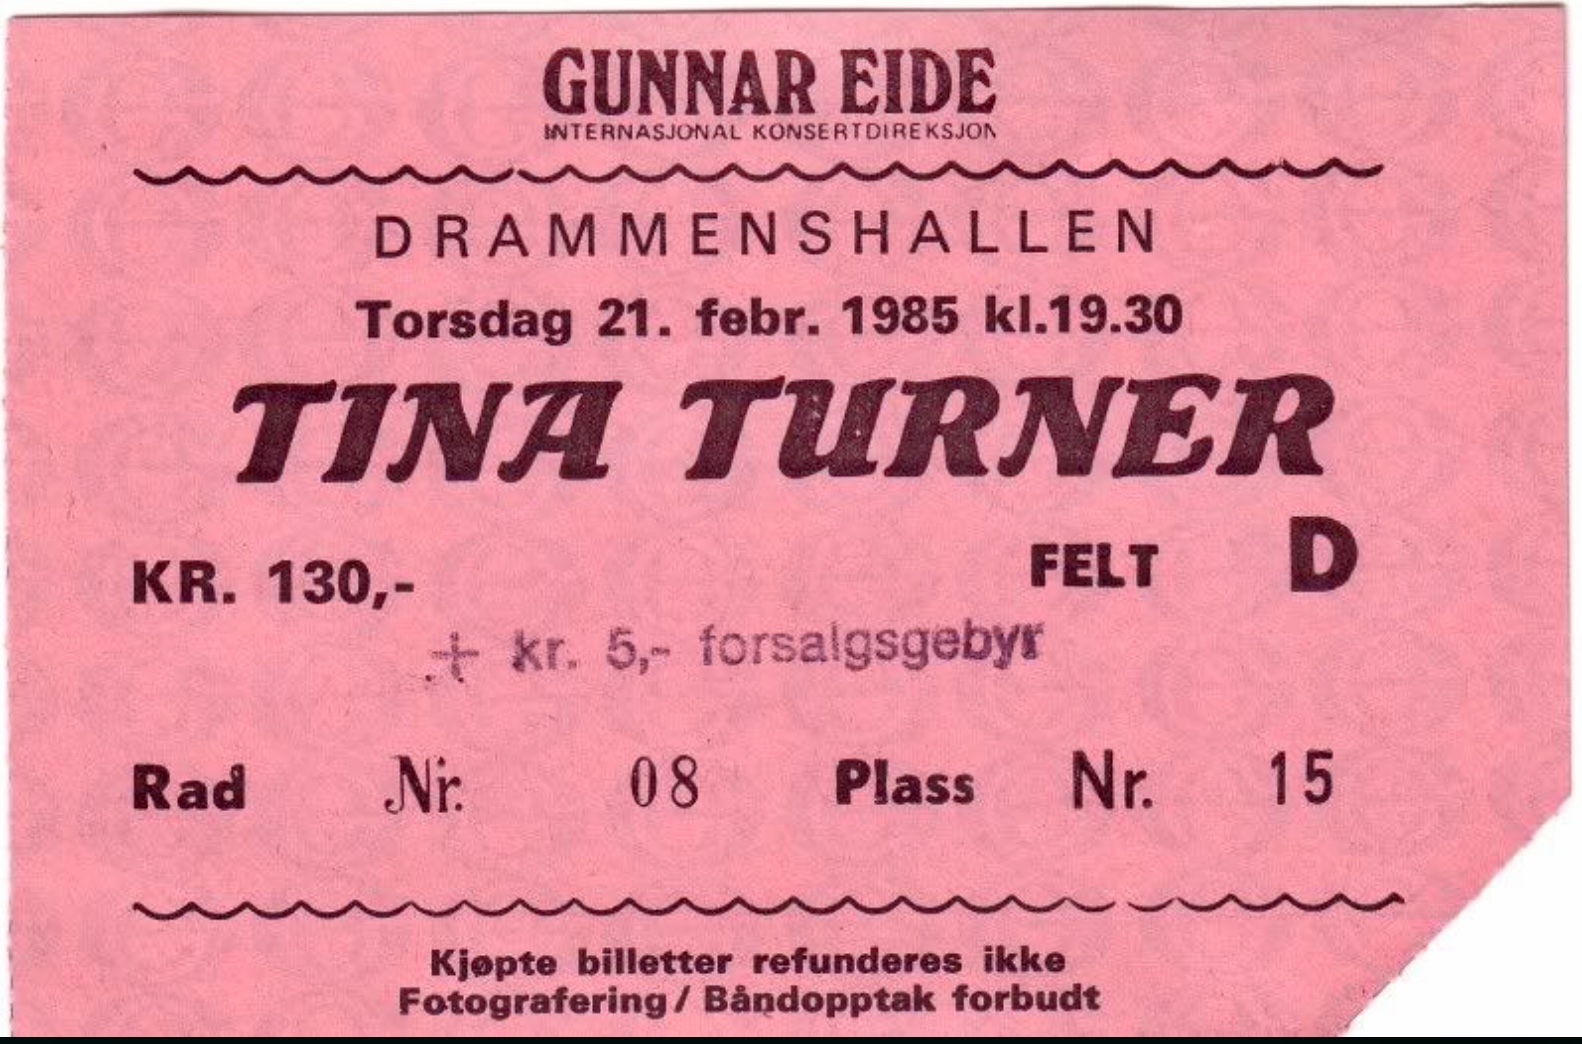 GUNNAR EIDE
INTERNASJONAL KONSERTDIREKSJON
DRAMMENSHALLEN
Torsdag 21. febr. 1985 kl.19.30
TINA TURNER
KR. 130,- FELT D
+ kr. 5,- forsalgsgebyr
Rad Nr. 08 Plass Nr. 15
Kjøpte billetter refunderes ikke
Fotografering / Båndopptak forbudt